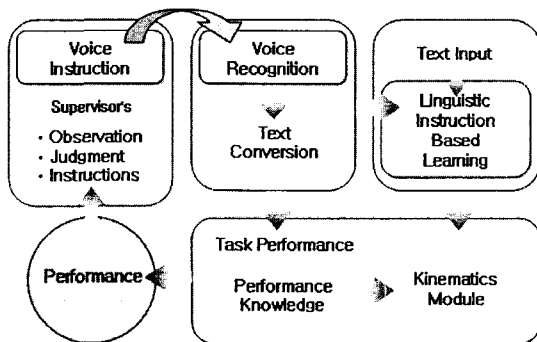 Voice
Instruction
Supervisor's
• Observation
• Judgment
• Instructions
Voice
Recognition
Text
Conversion
Text Input
Linguistic
Instruction
Based
Learning
Performance
Task Performance
Performance
Knowledge
Kinematics
Module